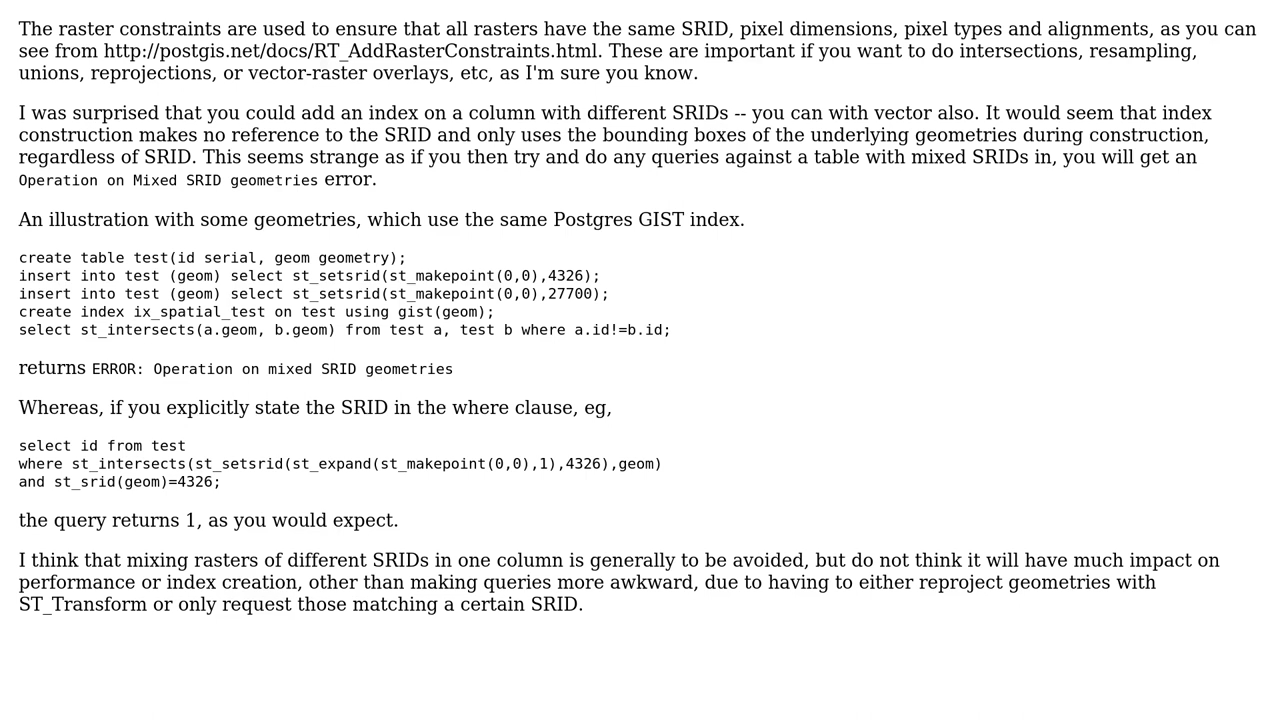 The raster constraints are used to ensure that all rasters have the same SRID, pixel dimensions, pixel types and alignments, as you can
see from http://postgis.net/docs/RT_AddRasterConstraints.html. These are important if you want to do intersections, resampling,
unions, reprojections, or vector-raster overlays, etc, as I'm sure you know.
I was surprised that you could add an index on a column with different SRIDs -- you can with vector also. It would seem that index
construction makes no reference to the SRID and only uses the bounding boxes of the underlying geometries during construction,
regardless of SRID. This seems strange as if you then try and do any queries against a table with mixed SRIDs in, you will get an
Operation on Mixed SRID geometries error.
An illustration with some geometries, which use the same Postgres GIST index.
create table test(id serial, geom geometry);
insert into test (geom) select st_setsrid(st_makepoint(0,0),4326);
insert into test (geom) select st_setsrid(st_makepoint(0,0),27700);
create index ix_spatial_test on test using gist(geom);
select st_intersects(a.geom, b.geom) from test a, test b where a.id!=b.id;
returns ERROR: Operation on mixed SRID geometries
Whereas, if you explicitly state the SRID in the where clause, eg,
select id from test
where st_intersects(st_setsrid(st_expand(st_makepoint(0,0),1),4326),geom)
and st_srid(geom)=4326;
the query returns 1, as you would expect.
I think that mixing rasters of different SRIDs in one column is generally to be avoided, but do not think it will have much impact on
performance or index creation, other than making queries more awkward, due to having to either reproject geometries with
ST_Transform or only request those matching a certain SRID.